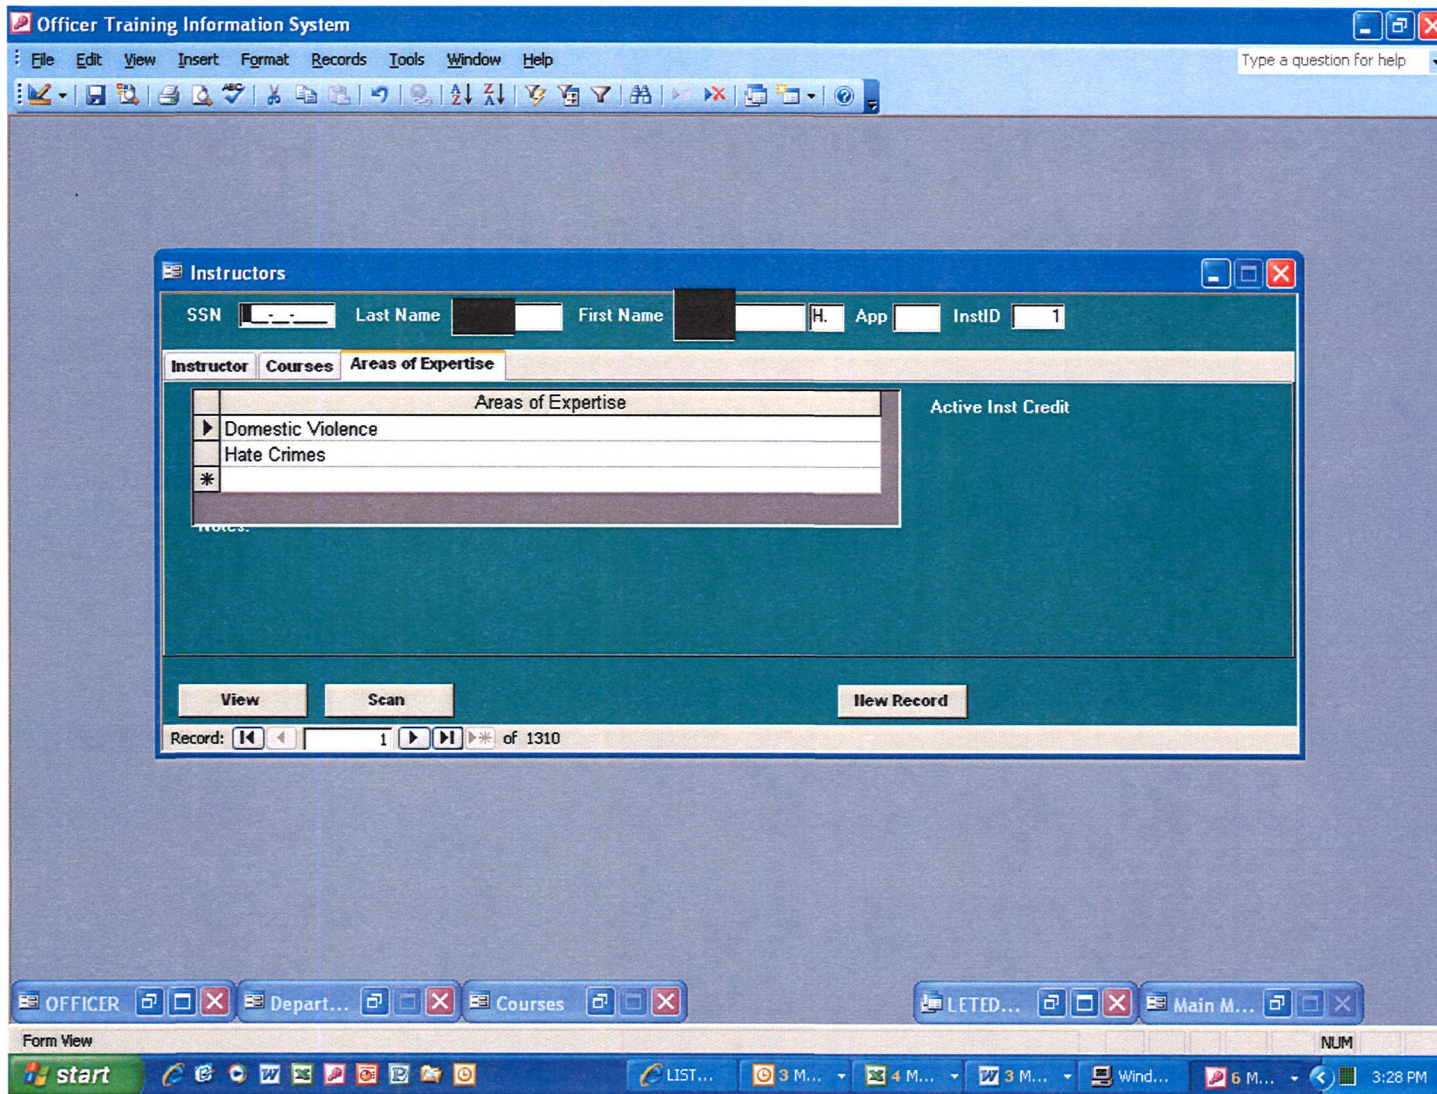 Officer Training Information System
File Edit View Insert Format Records Tools Window Help
Type a question for help
Instructors
SSN _-_-____ Last Name First Name H. App InstID 1
Instructor Courses Areas of Expertise
Areas of Expertise
Active Inst Credit
Domestic Violence
Hate Crimes
Notes:
View Scan New Record
Record: 1 of 1310
OFFICER Depart... Courses LETED... Main M...
Form View NUM
start LIST... 3 M... 4 M... 3 M... Wind... 6 M... 3:28 PM